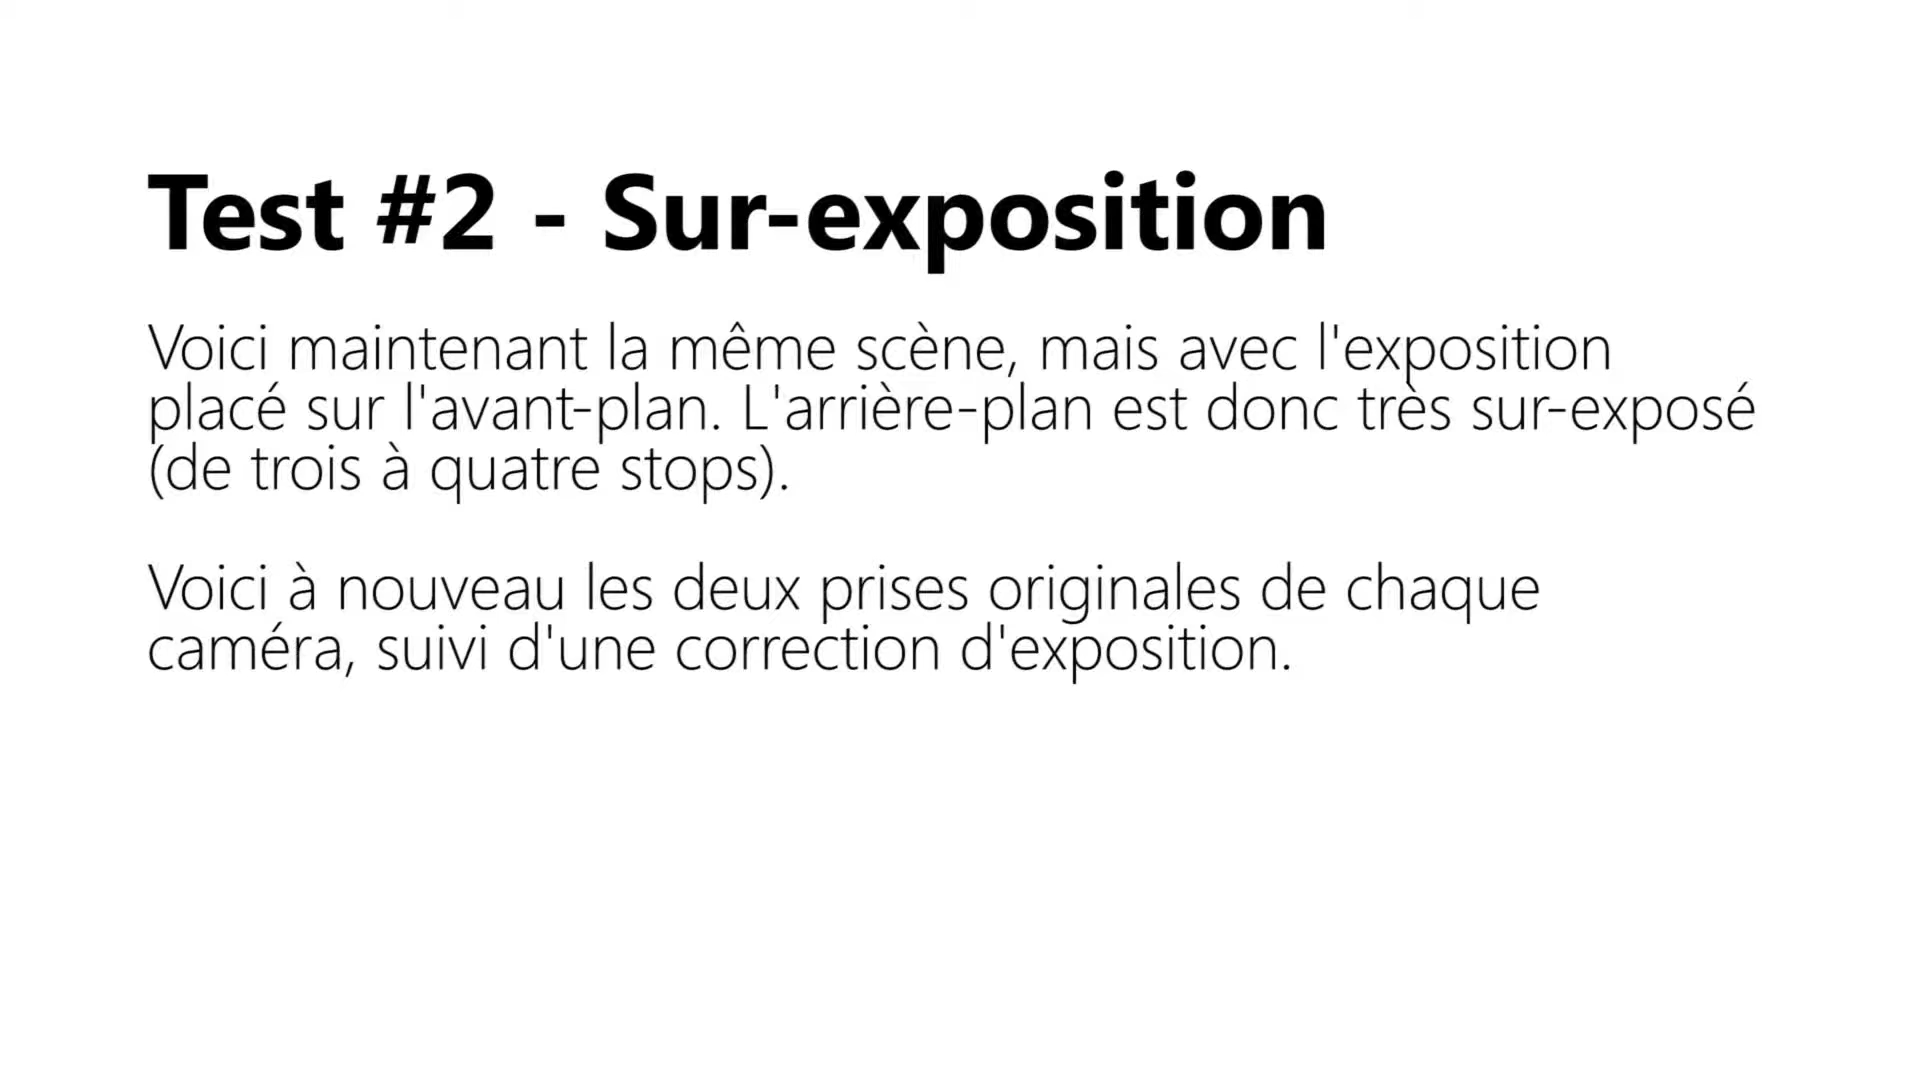 Test #2 - Sur-exposition
Voici maintenant la même scène, mais avec l'exposition
placé sur l'avant-plan. L'arrière-plan est donc très sur-exposé
(de trois à quatre stops).
Voici à nouveau les deux prises originales de chaque
caméra, suivi d'une correction d'exposition.